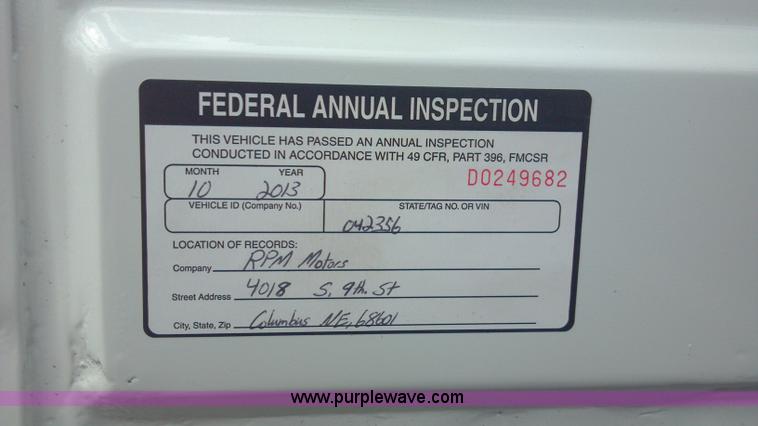 FEDERAL ANNUAL INSPECTION
THIS VEHICLE HAS PASSED AN ANNUAL INSPECTION
CONDUCTED IN ACCORDANCE WITH 49 CFR, PART 396, FMCSR
MONTH YEAR
10 2013
D0249682
VEHICLE ID (Company No.) STATE/TAG NO. OR VIN
042356
LOCATION OF RECORDS:
Company RPM Motors
Street Address 4018 S. 9th. St
City, State, Zip Columbus NE, 68601
www.purplewave.com